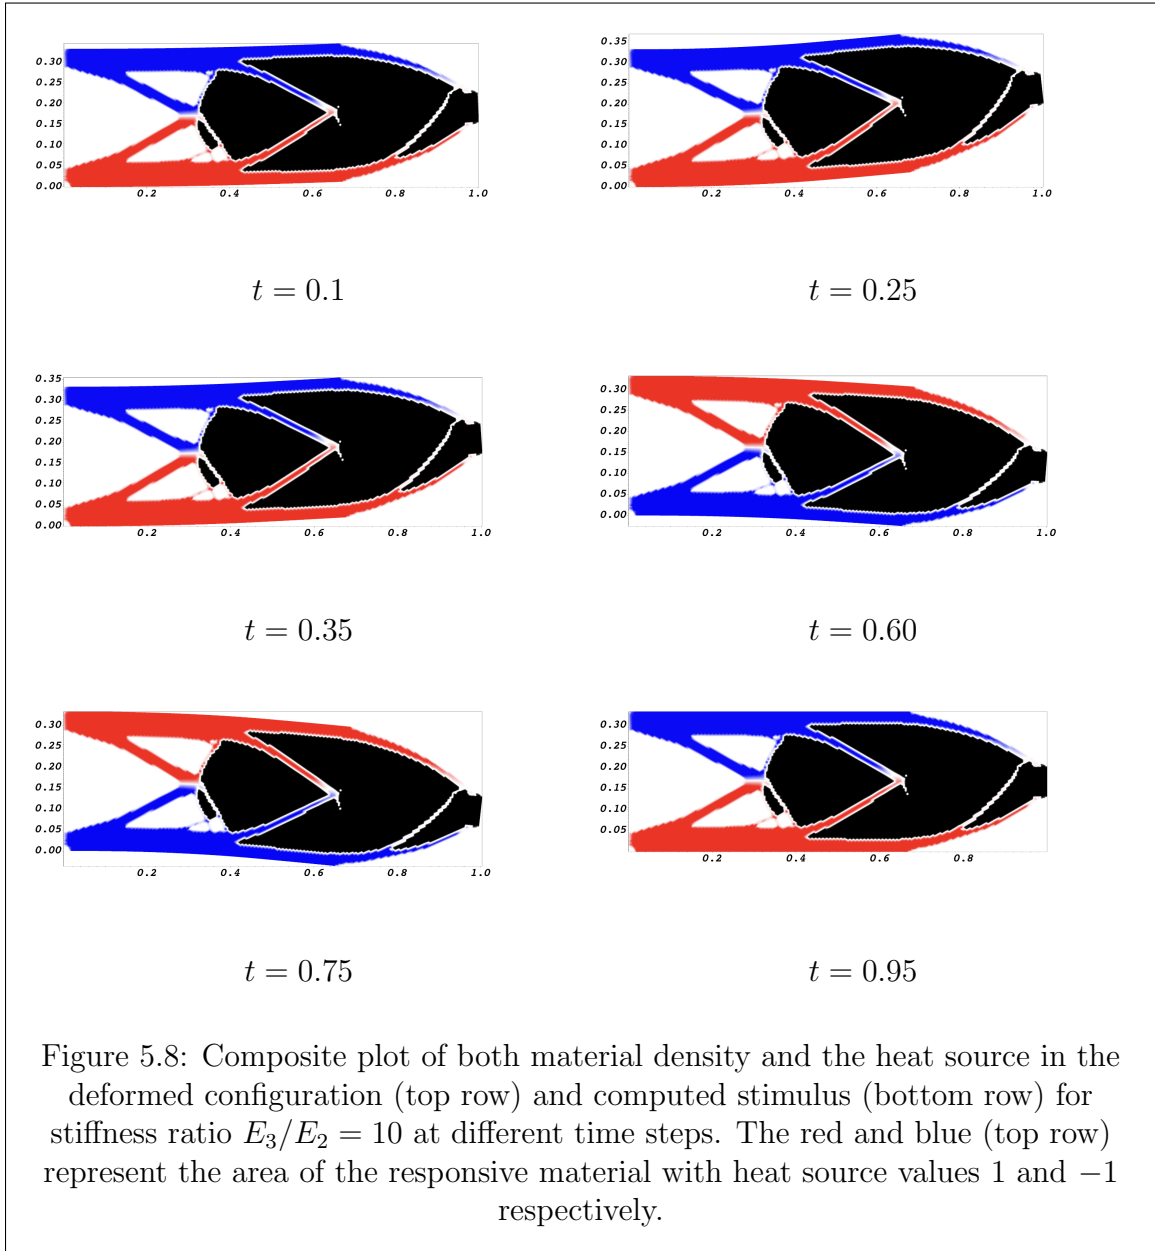 0.30
0.25
0.20
0.15
0.10
0.05
0.00
0.2 0.4 0.6 0.8 1.0
t = 0.1
0.35
0.30
0.25
0.20
0.15
0.10
0.05
0.00
0.2 0.4 0.6 0.8 1.0
t = 0.25
0.35
0.30
0.25
0.20
0.15
0.10
0.05
0.00
0.2 0.4 0.6 0.8 1.0
t = 0.35
0.30
0.25
0.20
0.15
0.10
0.05
0.00
0.2 0.4 0.6 0.8 1.0
t = 0.60
0.30
0.25
0.20
0.15
0.10
0.05
0.00
0.2 0.4 0.6 0.8 1.0
t = 0.75
0.30
0.25
0.20
0.15
0.10
0.05
0.2 0.4 0.6 0.8
t = 0.95
Figure 5.8: Composite plot of both material density and the heat source in the
deformed configuration (top row) and computed stimulus (bottom row) for
stiffness ratio E₃/E₂ = 10 at different time steps. The red and blue (top row)
represent the area of the responsive material with heat source values 1 and −1
respectively.